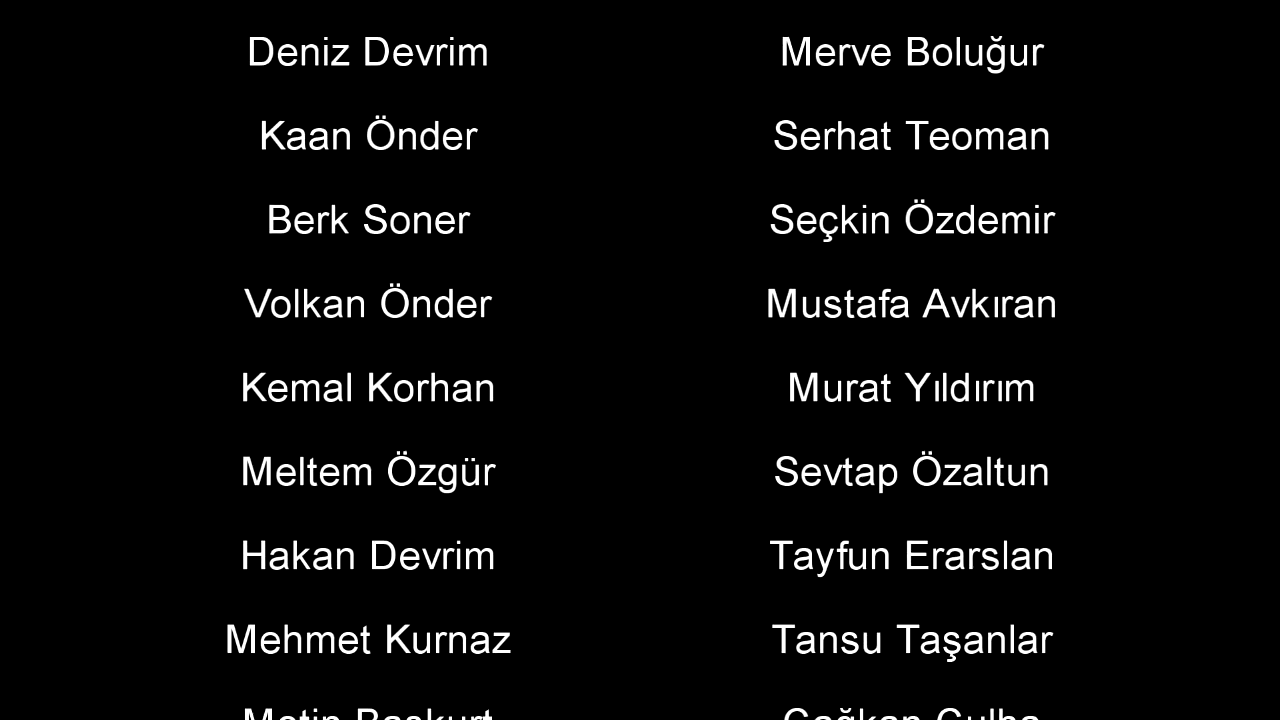 Deniz Devrim Merve Boluğur
Kaan Önder Serhat Teoman
Berk Soner Seçkin Özdemir
Volkan Önder Mustafa Avkıran
Kemal Korhan Murat Yıldırım
Meltem Özgür Sevtap Özaltun
Hakan Devrim Tayfun Erarslan
Mehmet Kurnaz Tansu Taşanlar
Metin